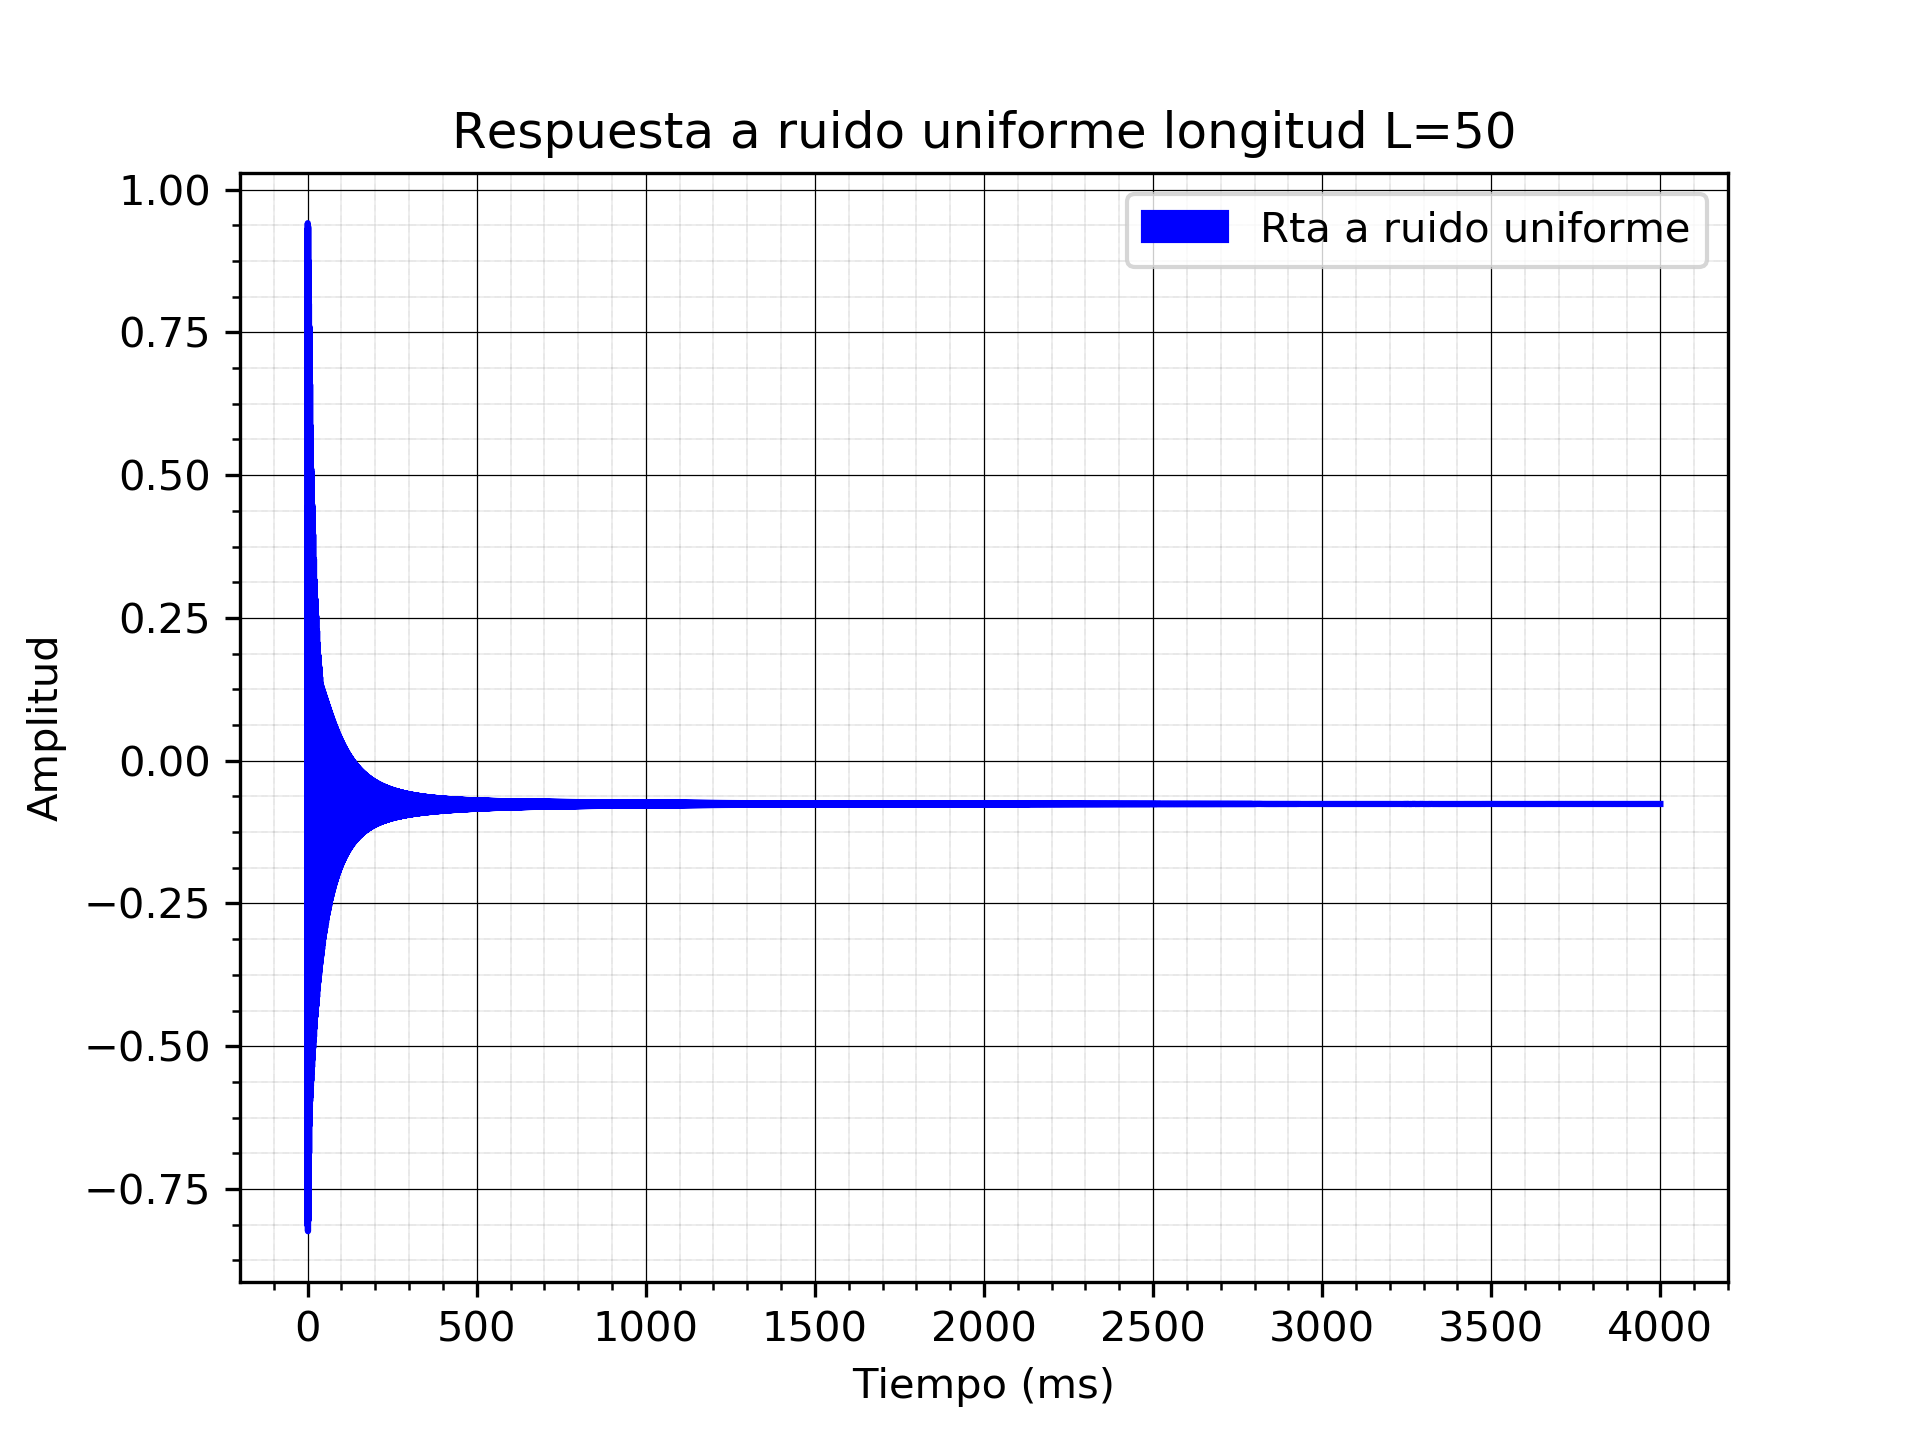 Respuesta a ruido uniforme longitud L=50
Rta a ruido uniforme
Amplitud
1.00
0.75
0.50
0.25
0.00
−0.25
−0.50
−0.75
0 500 1000 1500 2000 2500 3000 3500 4000
Tiempo (ms)